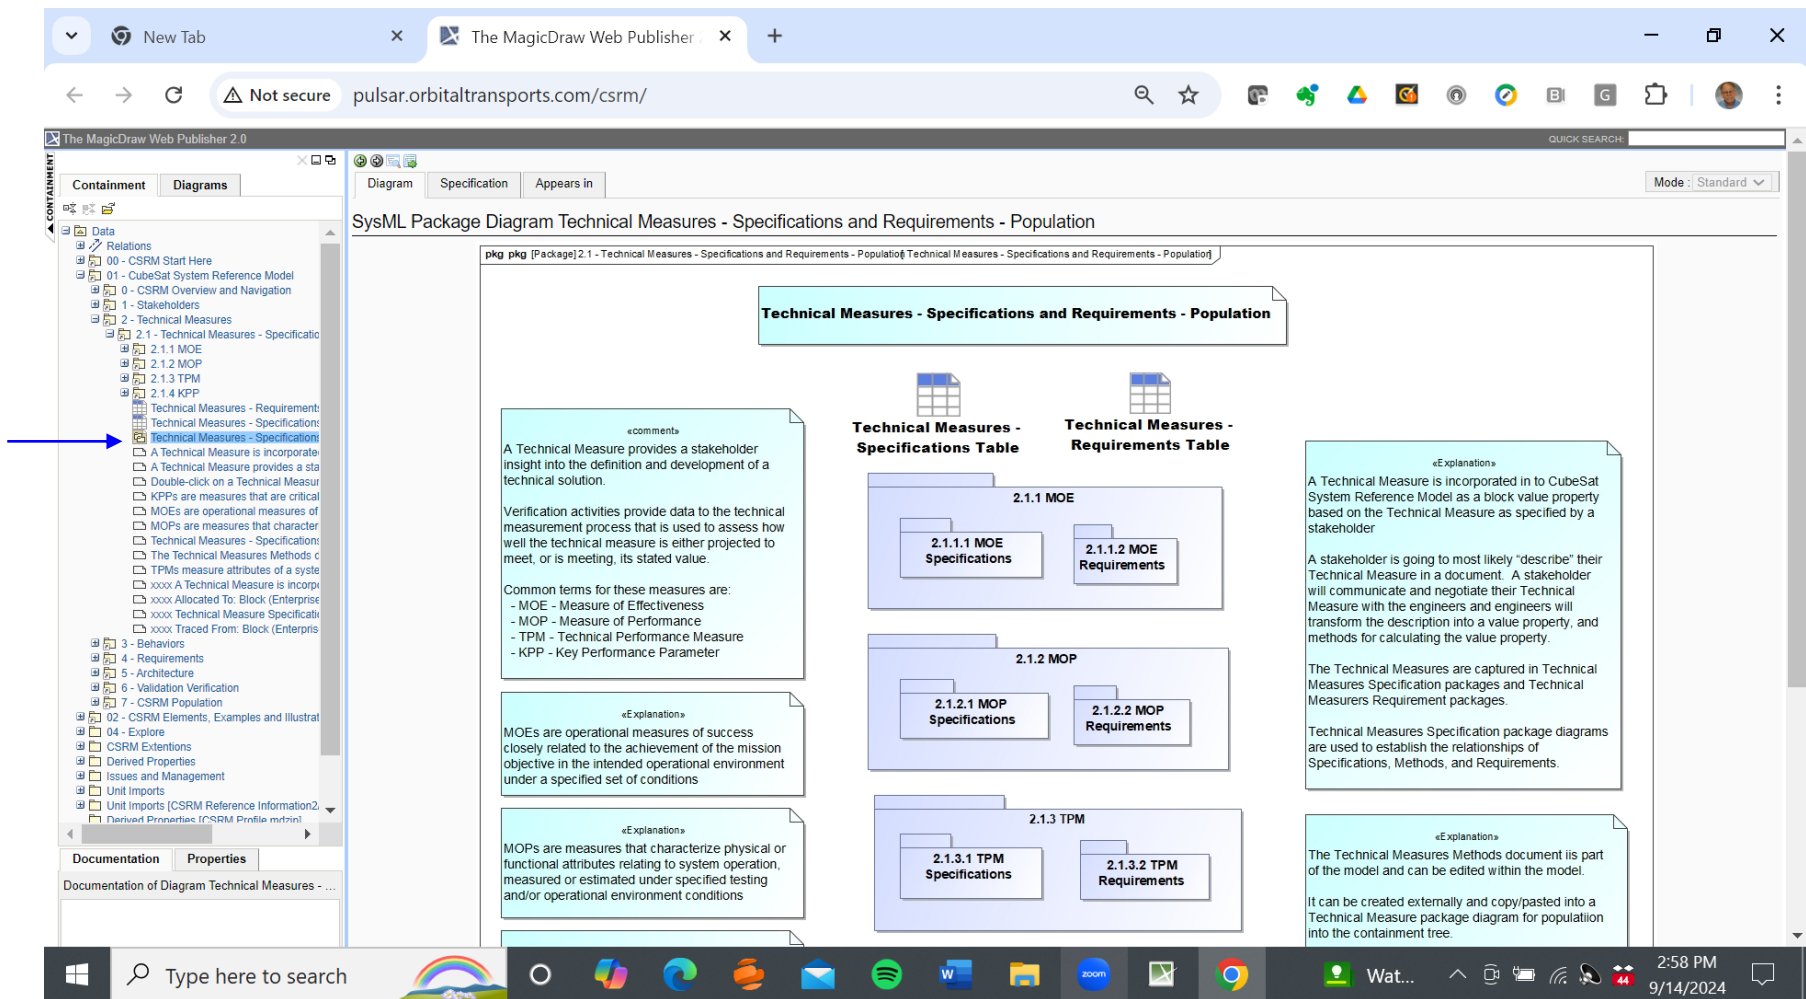 New Tab
The MagicDraw Web Publisher
Not secure
pulsar.orbitaltransports.com/csrm/
The MagicDraw Web Publisher 2.0
QUICK SEARCH:
CONTAINMENT
Containment
Diagrams
Data
Relations
00 - CSRM Start Here
01 - CubeSat System Reference Model
0 - CSRM Overview and Navigation
1 - Stakeholders
2 - Technical Measures
2.1 - Technical Measures - Specificatio
2.1.1 MOE
2.1.2 MOP
2.1.3 TPM
2.1.4 KPP
Technical Measures - Requirements
Technical Measures - Specifications
Technical Measures - Specifications
A Technical Measure is incorporate
A Technical Measure provides a sta
Double-click on a Technical Measur
KPPs are measures that are critical
MOEs are operational measures of
MOPs are measures that character
Technical Measures - Specifications
The Technical Measures Methods d
TPMs measure attributes of a syste
xxxx A Technical Measure is incorp
xxxx Allocated To: Block (Enterprise
xxxx Technical Measure Specificati
xxxx Traced From: Block (Enterpris
3 - Behaviors
4 - Requirements
5 - Architecture
6 - Validation Verification
7 - CSRM Population
02 - CSRM Elements, Examples and Illustrat
04 - Explore
CSRM Extentions
Derived Properties
Issues and Management
Unit Imports
Unit Imports [CSRM Reference Information2
Derived Properties [CSRM Profile mdzip]
Documentation
Properties
Documentation of Diagram Technical Measures - ...
Diagram
Specification
Appears in
Mode : Standard
SysML Package Diagram Technical Measures - Specifications and Requirements - Population
pkg pkg [Package] 2.1 - Technical Measures - Specifications and Requirements - Population[ Technical Measures - Specifications and Requirements - Population]
Technical Measures - Specifications and Requirements - Population
Technical Measures -
Specifications Table
Technical Measures -
Requirements Table
«comment»
A Technical Measure provides a stakeholder
insight into the definition and development of a
technical solution.
Verification activities provide data to the technical
measurement process that is used to assess how
well the technical measure is either projected to
meet, or is meeting, its stated value.
Common terms for these measures are:
- MOE - Measure of Effectiveness
- MOP - Measure of Performance
- TPM - Technical Performance Measure
- KPP - Key Performance Parameter
«Explanation»
MOEs are operational measures of success
closely related to the achievement of the mission
objective in the intended operational environment
under a specified set of conditions
«Explanation»
MOPs are measures that characterize physical or
functional attributes relating to system operation,
measured or estimated under specified testing
and/or operational environment conditions
2.1.1 MOE
2.1.1.1 MOE
Specifications
2.1.1.2 MOE
Requirements
2.1.2 MOP
2.1.2.1 MOP
Specifications
2.1.2.2 MOP
Requirements
2.1.3 TPM
2.1.3.1 TPM
Specifications
2.1.3.2 TPM
Requirements
«Explanation»
A Technical Measure is incorporated in to CubeSat
System Reference Model as a block value property
based on the Technical Measure as specified by a
stakeholder
A stakeholder is going to most likely “describe” their
Technical Measure in a document. A stakeholder
will communicate and negotiate their Technical
Measure with the engineers and engineers will
transform the description into a value property, and
methods for calculating the value property.
The Technical Measures are captured in Technical
Measures Specification packages and Technical
Measurers Requirement packages.
Technical Measures Specification package diagrams
are used to establish the relationships of
Specifications, Methods, and Requirements.
«Explanation»
The Technical Measures Methods document iis part
of the model and can be edited within the model.
It can be created externally and copy/pasted into a
Technical Measure package diagram for populatiion
into the containment tree.
Type here to search
zoom
Wat...
44
2:58 PM
9/14/2024